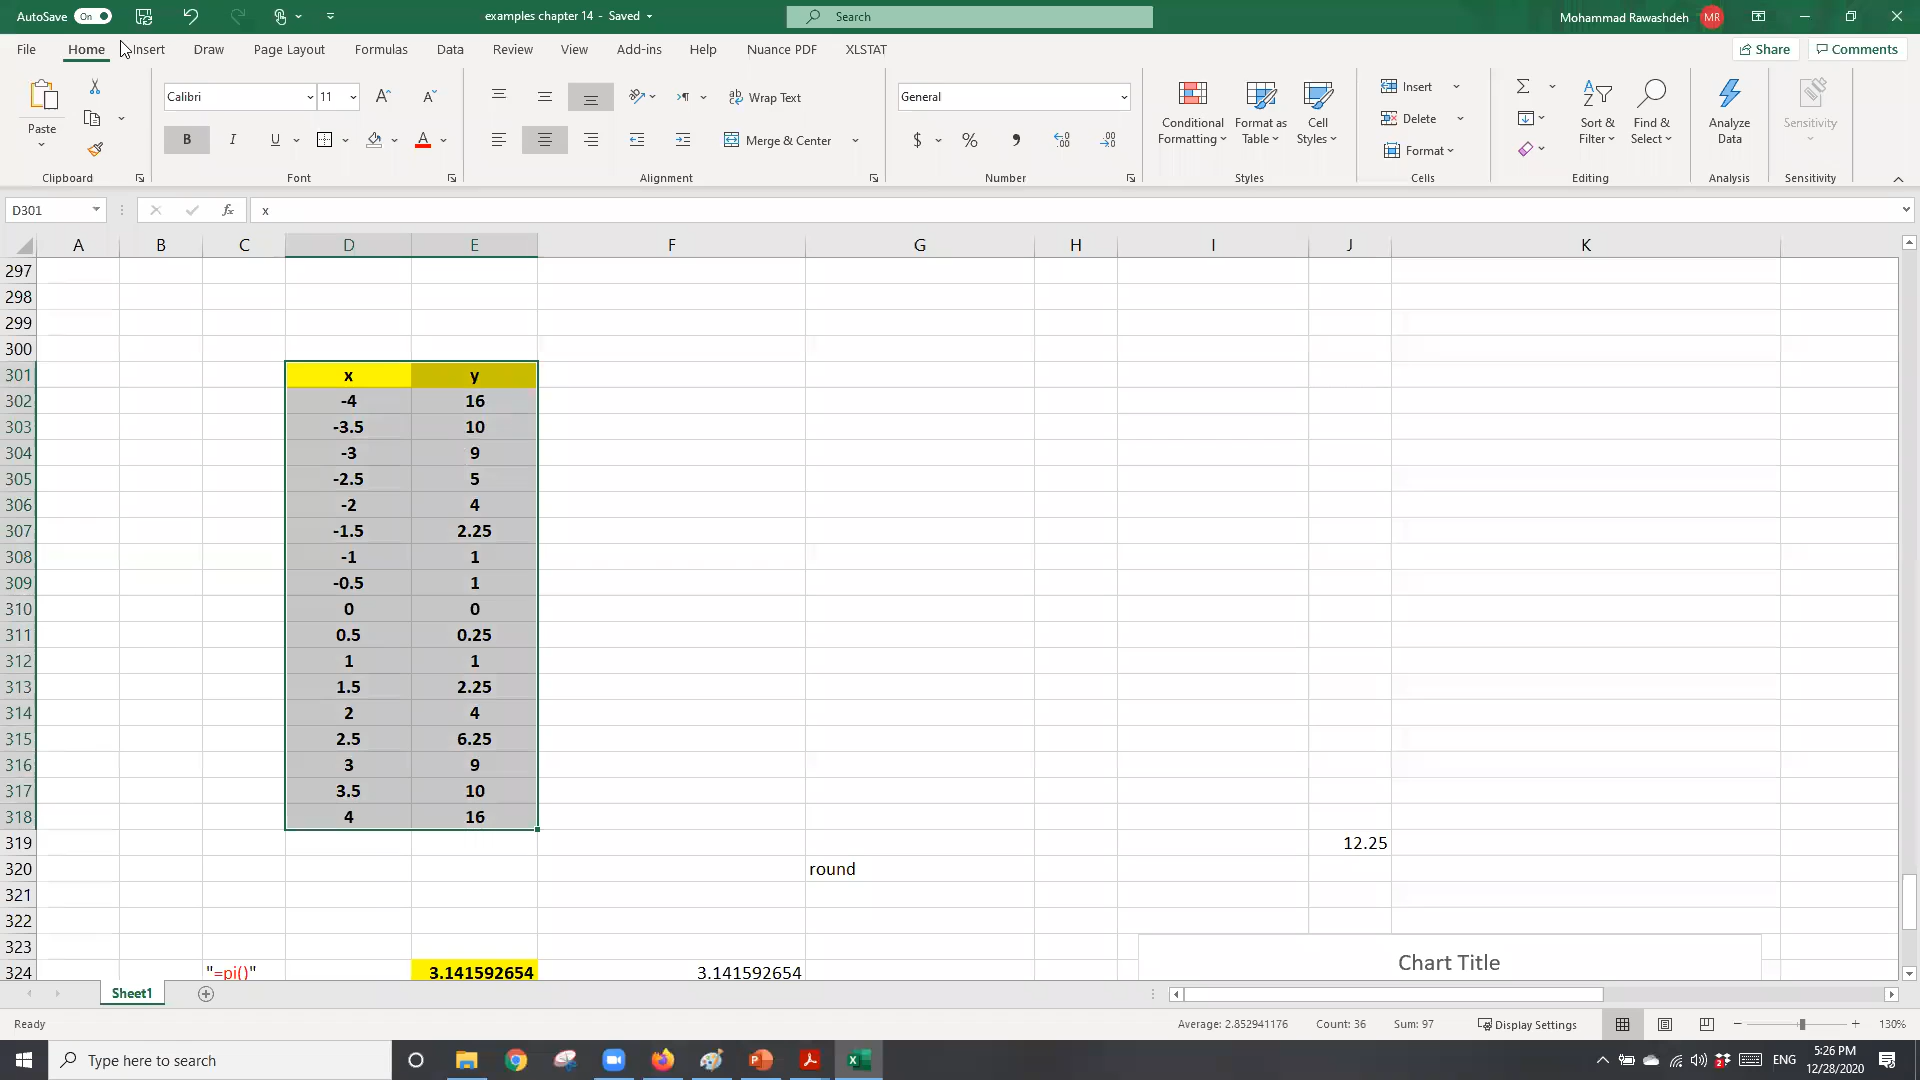 AutoSave On examples chapter 14 - Saved Search Mohammad Rawashdeh MR
File Home Insert Draw Page Layout Formulas Data Review View Add-ins Help Nuance PDF XLSTAT Share Comments
Calibri 11 Wrap Text General Insert
Paste B I U A Merge & Center $ % Conditional Formatting Format as Table Cell Styles Delete Format Sort & Filter Find & Select Analyze Data Sensitivity
Clipboard Font Alignment Number Styles Cells Editing Analysis Sensitivity
D301 fx x
A B C D E F G H I J K
297
298
299
300
301 x y
302 -4 16
303 -3.5 10
304 -3 9
305 -2.5 5
306 -2 4
307 -1.5 2.25
308 -1 1
309 -0.5 1
310 0 0
311 0.5 0.25
312 1 1
313 1.5 2.25
314 2 4
315 2.5 6.25
316 3 9
317 3.5 10
318 4 16
319 12.25
320 round
321
322
323
Chart Title
324 "=pi()" 3.141592654 3.141592654
Sheet1
Ready Average: 2.852941176 Count: 36 Sum: 97 Display Settings 130%
Type here to search ENG 5:26 PM
12/28/2020